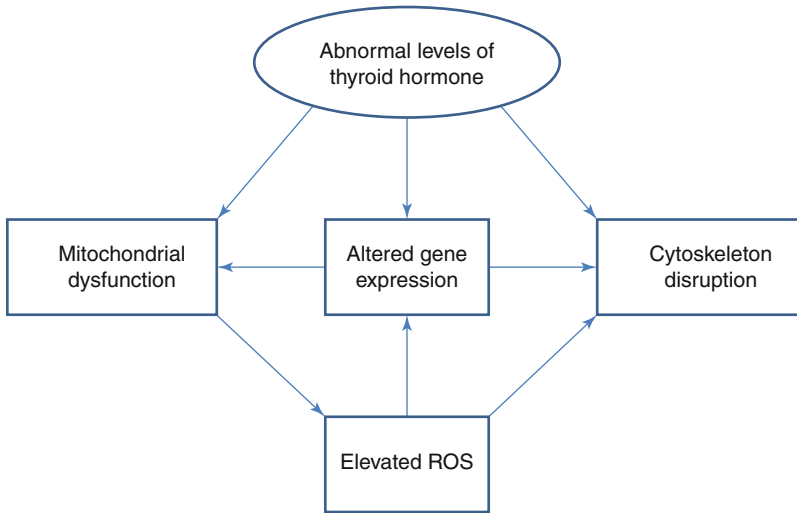 Abnormal levels of
thyroid hormone
Mitochondrial
dysfunction
Altered gene
expression
Cytoskeleton
disruption
Elevated ROS